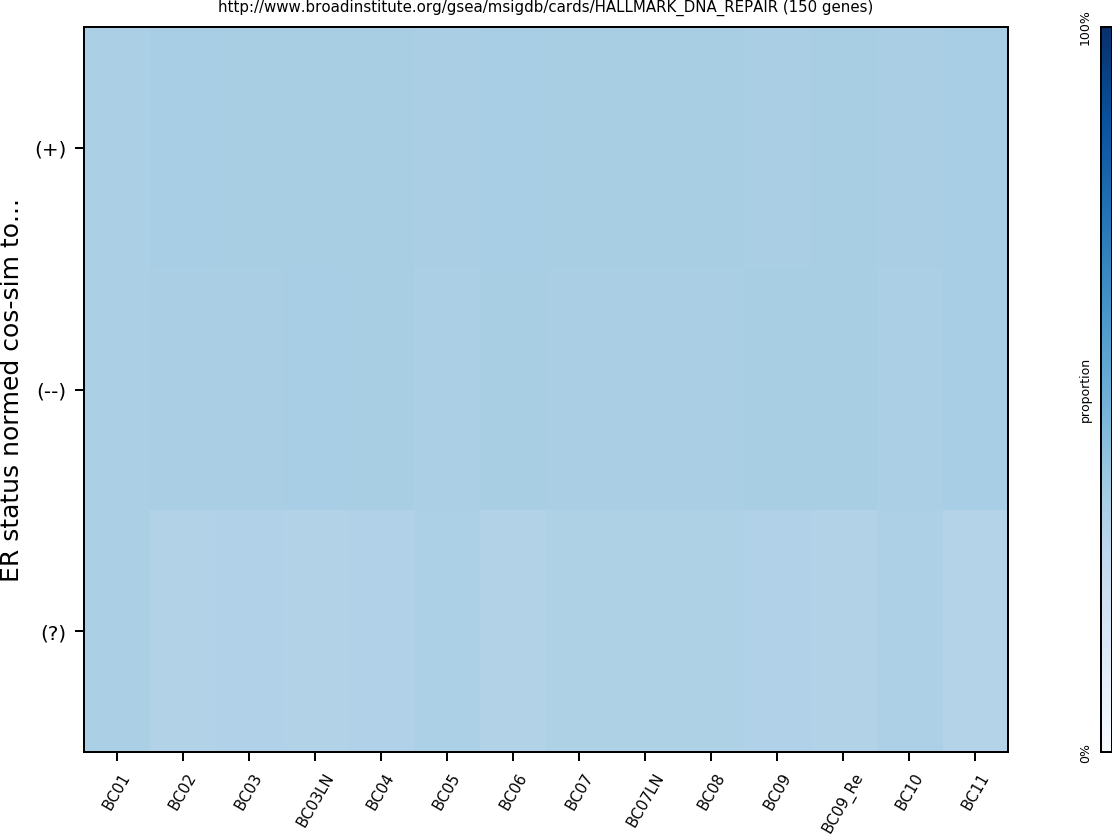 http://www.broadinstitute.org/gsea/msigdb/cards/HALLMARK_DNA_REPAIR (150 genes)
ER status normed cos-sim to...
(+)
(--)
(?)
BC01
BC02
BC03
BC03LN
BC04
BC05
BC06
BC07
BC07LN
BC08
BC09
BC09_Re
BC10
BC11
100%
proportion
0%